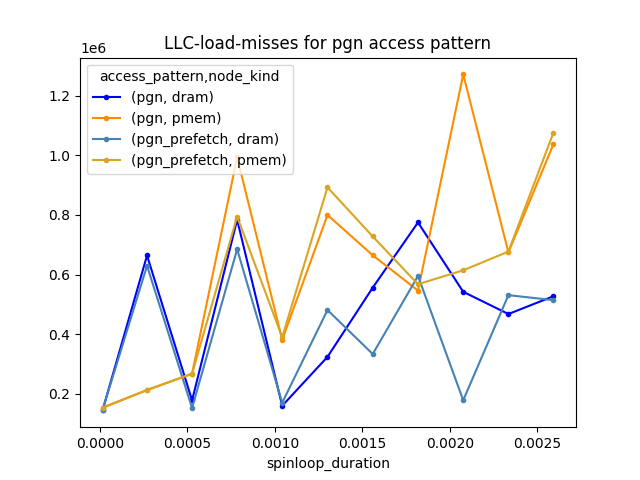 LLC-load-misses for pgn access pattern
1e6
access_pattern,node_kind
(pgn, dram)
(pgn, pmem)
(pgn_prefetch, dram)
(pgn_prefetch, pmem)
1.2
1.0
0.8
0.6
0.4
0.2
0.0000 0.0005 0.0010 0.0015 0.0020 0.0025
spinloop_duration